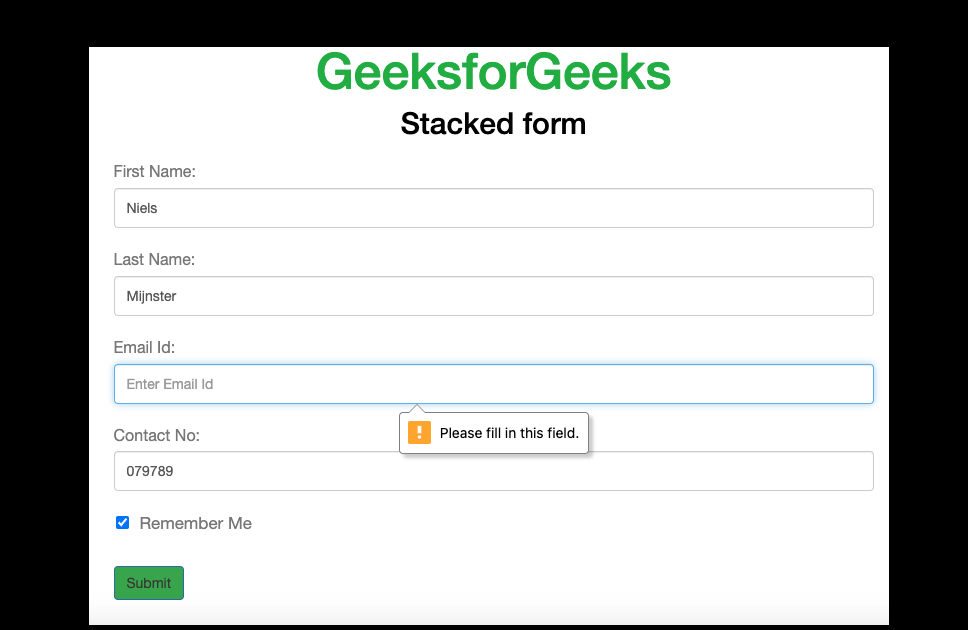 GeeksforGeeks
Stacked form
First Name:
Niels
Last Name:
Mijnster
Email Id:
Enter Email Id
Please fill in this field.
Contact No:
079789
Remember Me
Submit